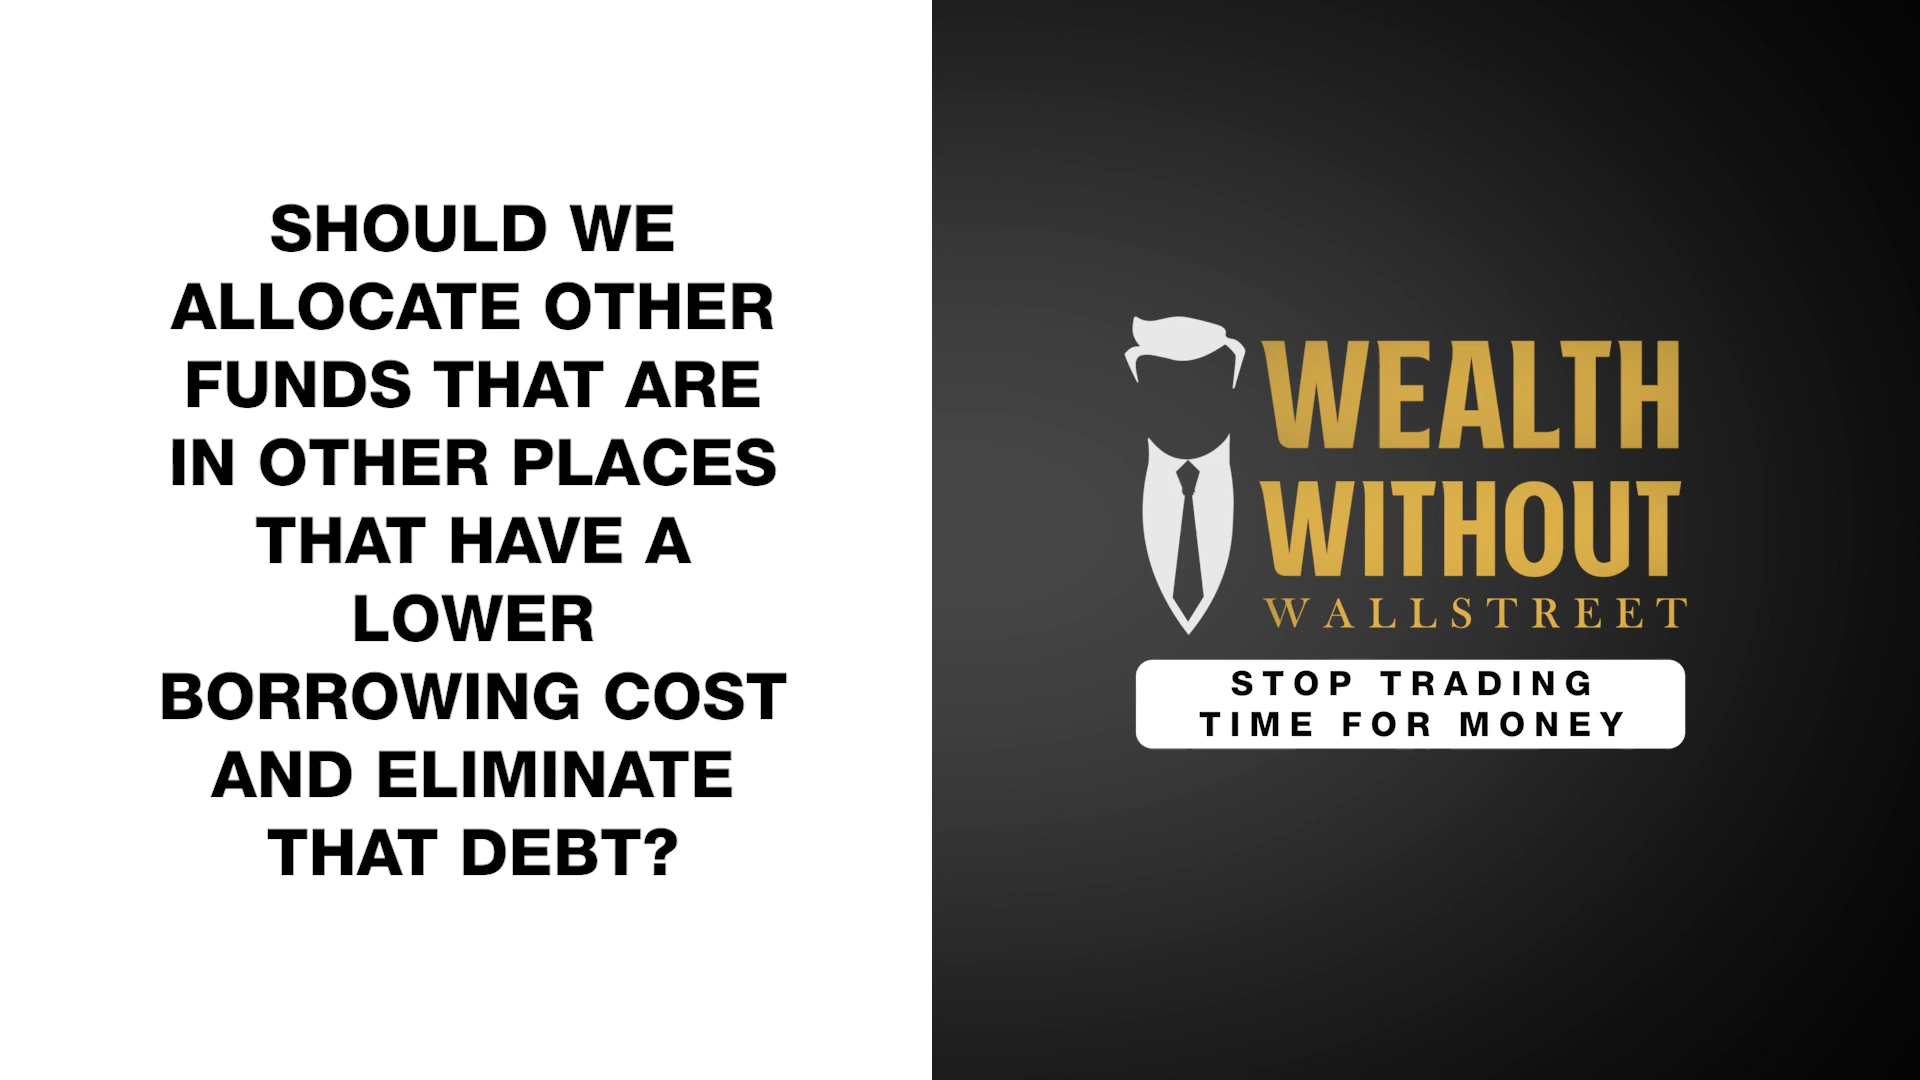 SHOULD WE
ALLOCATE OTHER
FUNDS THAT ARE
IN OTHER PLACES
THAT HAVE A
LOWER
BORROWING COST
AND ELIMINATE
THAT DEBT?
WEALTH
WITHOUT
WALLSTREET
STOP TRADING
TIME FOR MONEY